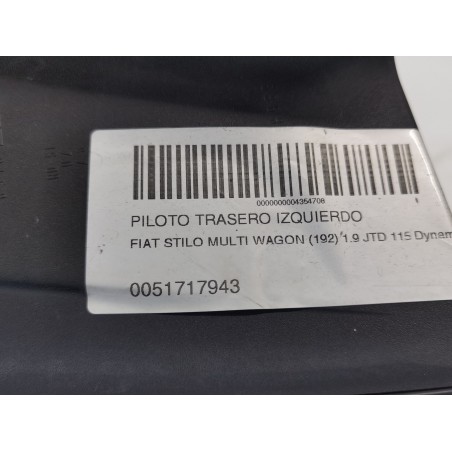 0000000004354708
PILOTO TRASERO IZQUIERDO
FIAT STILO MULTI WAGON (192) 1.9 JTD 115 Dynam
0051717943